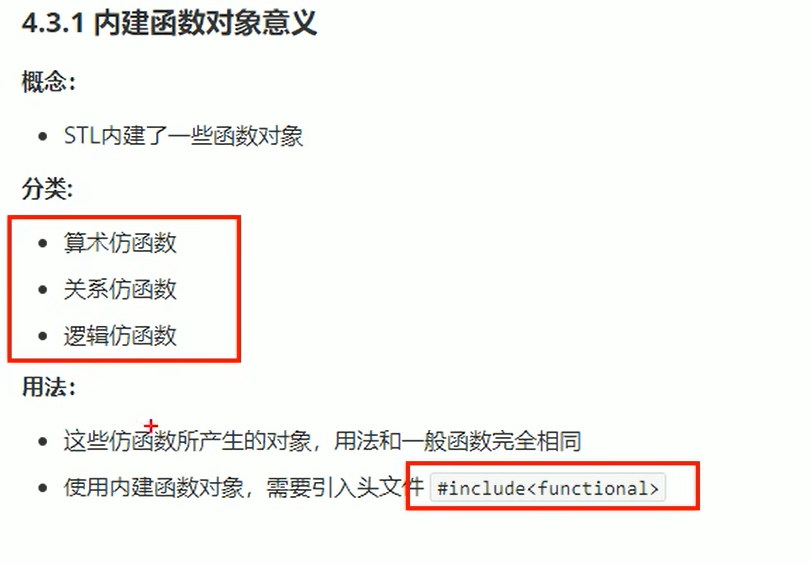 4.3.1 内建函数对象意义
概念：
• STL内建了一些函数对象
分类:
• 算术仿函数
• 关系仿函数
• 逻辑仿函数
用法：
• 这些仿函数所产生的对象，用法和一般函数完全相同
• 使用内建函数对象，需要引入头文件 #include<functional>